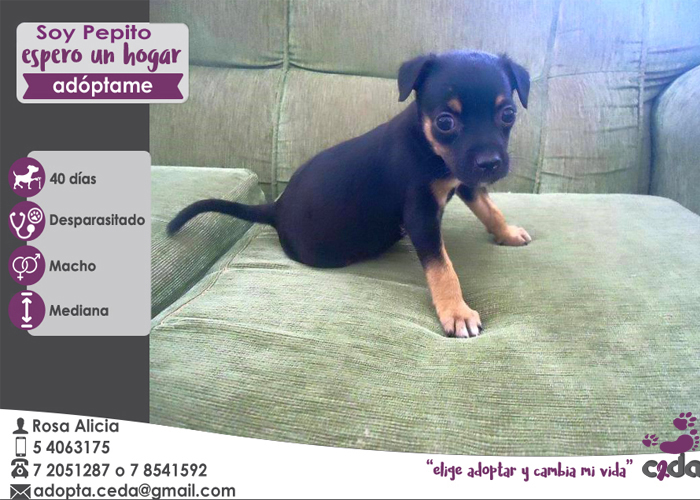 Soy Pepito
espero un hogar
adóptame
40 días
Desparasitado
Macho
Mediana
Rosa Alicia
5 4063175
7 2051287 o 7 8541592
adopta.ceda@gmail.com
"elige adoptar y cambia mi vida"
ceda